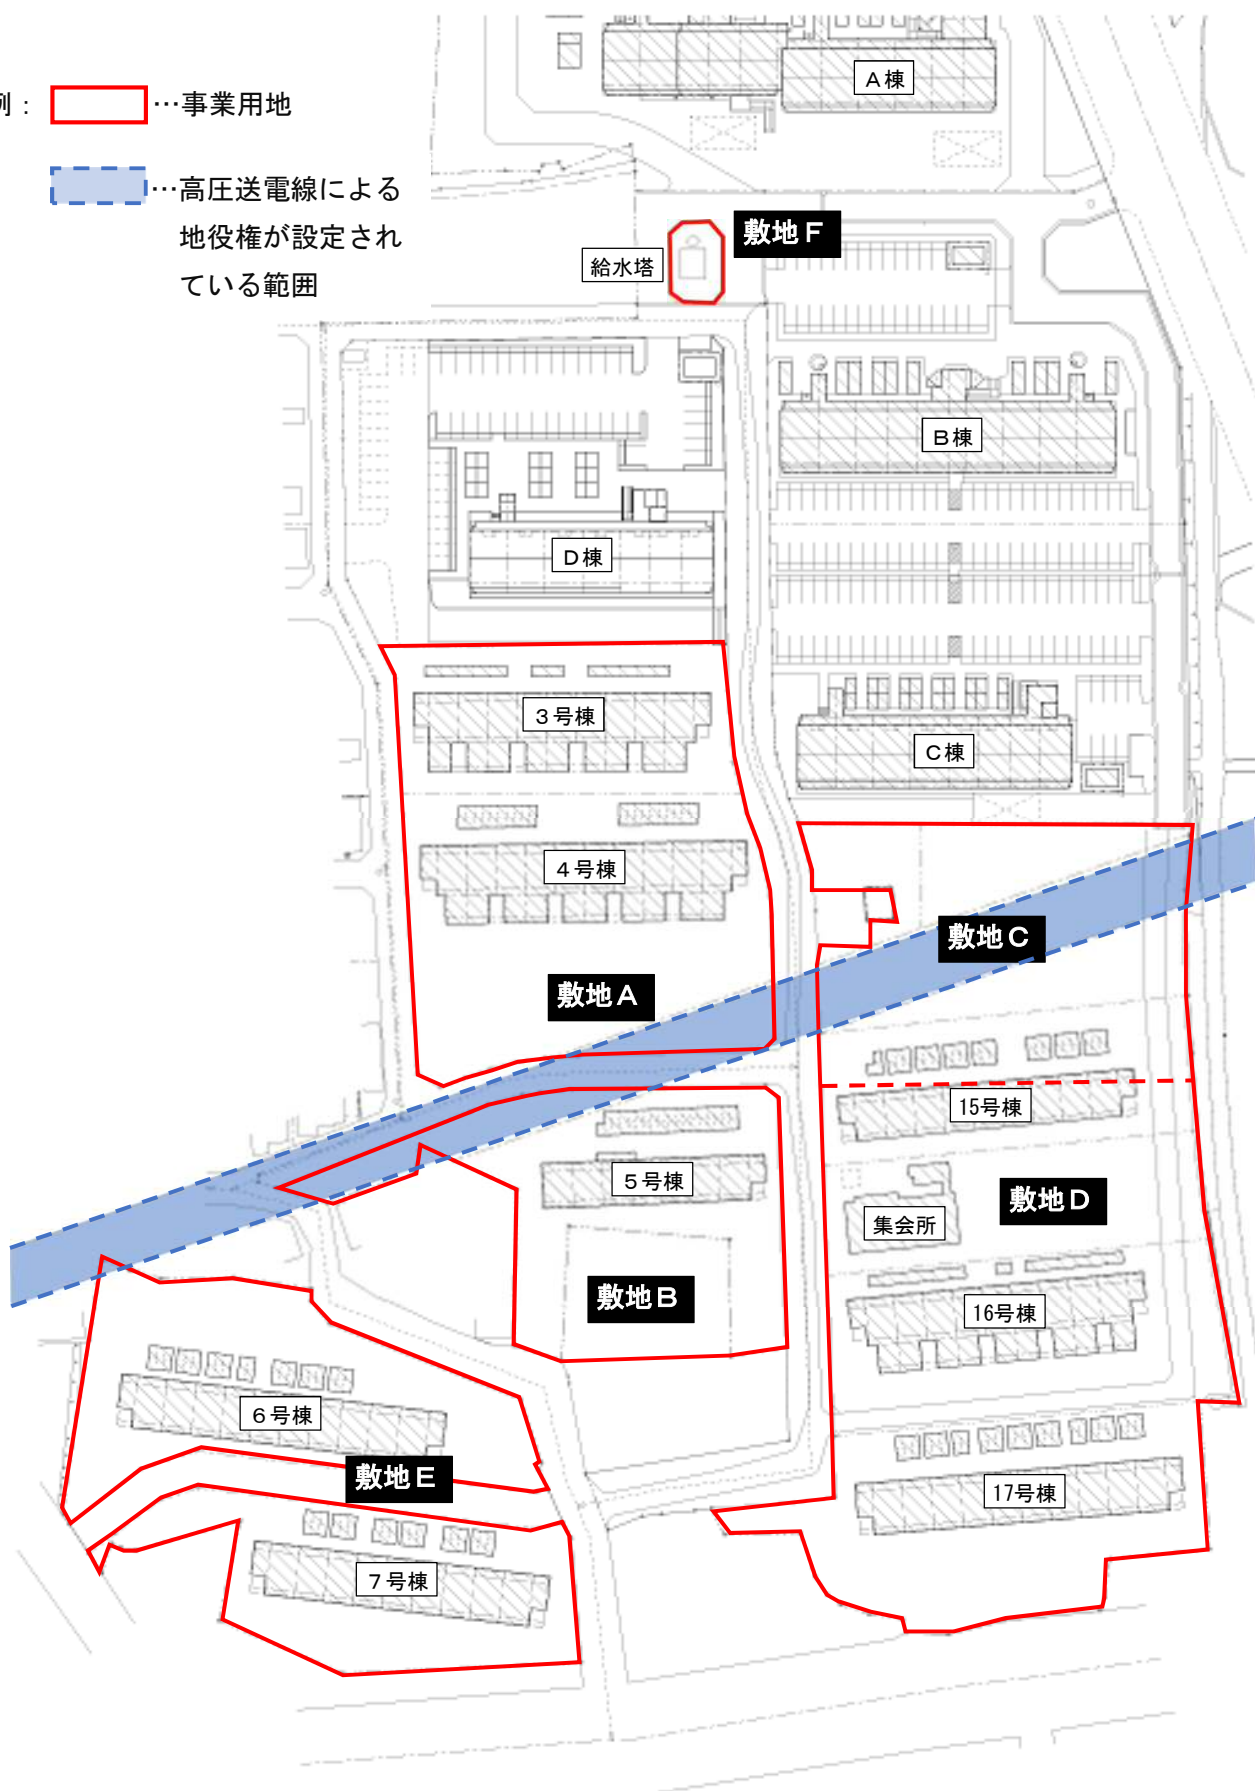 例：
…事業用地
…高圧送電線による
地役権が設定され
ている範囲
A棟
敷地F
給水塔
B棟
D棟
3号棟
C棟
4号棟
敷地C
敷地A
15号棟
5号棟
敷地D
集会所
敷地B
16号棟
6号棟
敷地E
17号棟
7号棟